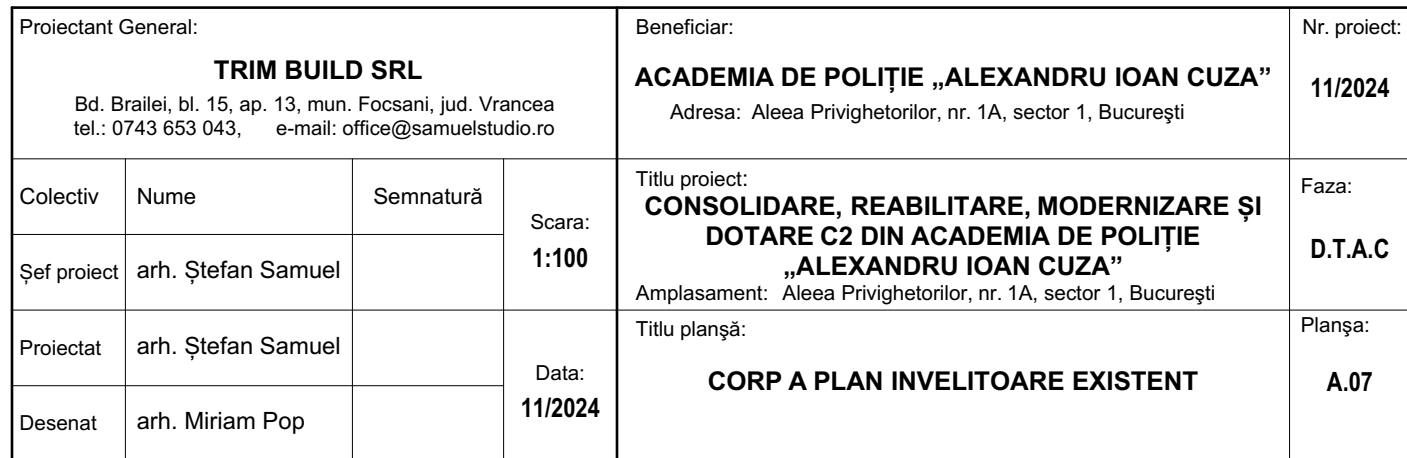 Proiectant General:
TRIM BUILD SRL
Bd. Brailei, bl. 15, ap. 13, mun. Focsani, jud. Vrancea
tel.: 0743 653 043, e-mail: office@samuelstudio.ro
Beneficiar:
ACADEMIA DE POLIȚIE „ALEXANDRU IOAN CUZA”
Adresa: Aleea Privighetorilor, nr. 1A, sector 1, Bucureşti
Nr. proiect:
11/2024
Colectiv Nume Semnatură
Șef proiect arh. Ștefan Samuel
Scara:
1:100
Titlu proiect:
CONSOLIDARE, REABILITARE, MODERNIZARE ȘI
DOTARE C2 DIN ACADEMIA DE POLIȚIE
„ALEXANDRU IOAN CUZA”
Amplasament: Aleea Privighetorilor, nr. 1A, sector 1, Bucureşti
Faza:
D.T.A.C
Proiectat arh. Ștefan Samuel
Desenat arh. Miriam Pop
Data:
11/2024
Titlu planşă:
CORP A PLAN INVELITOARE EXISTENT
Planşa:
A.07